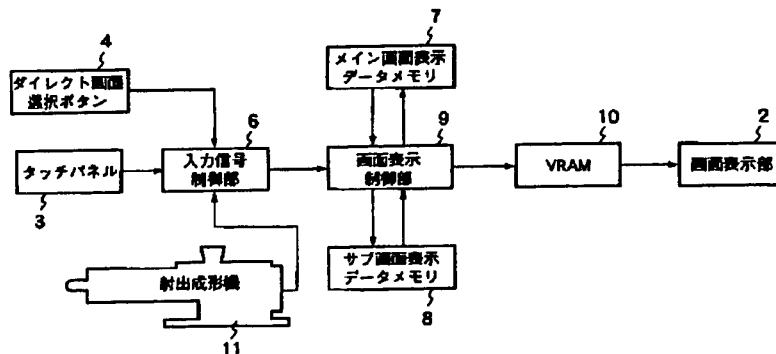 4
ダイレクト画面
選択ボタン
タッチパネル
3
6
入力信号
制御部
射出成形機
11
7
メイン画面表示
データメモリ
9
画面表示
制御部
サブ画面表示
データメモリ
8
10
VRAM
2
画面表示部